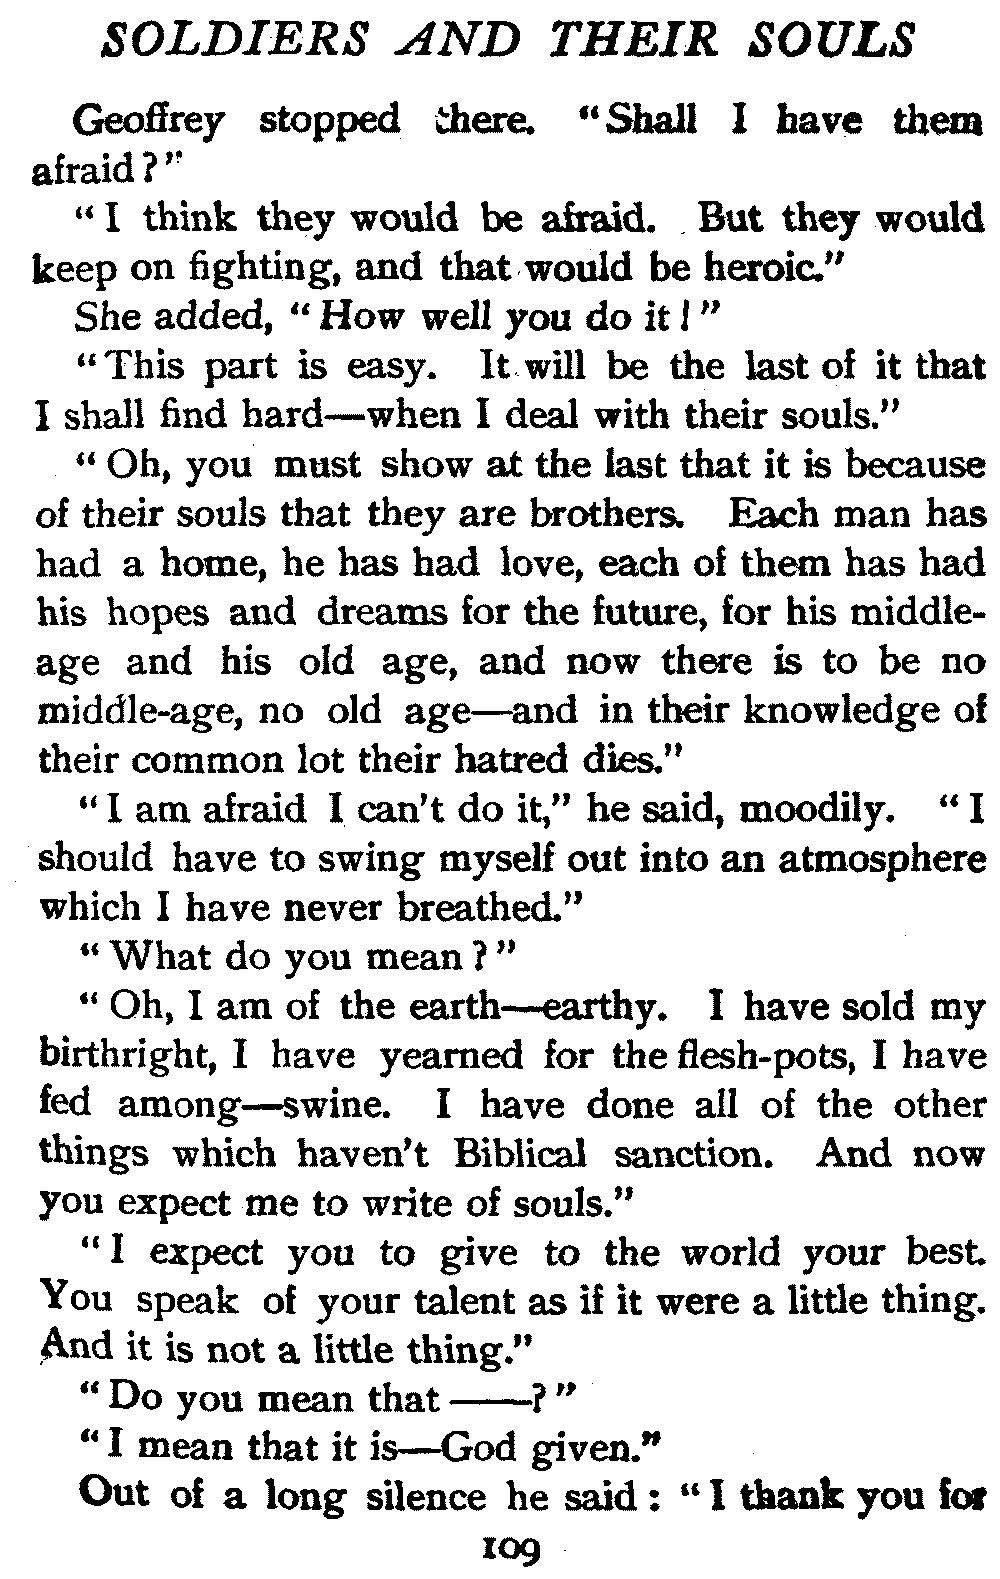 SOLDIERS AND THEIR SOULS
Geoffrey stopped there. "Shall I have them
afraid?"
"I think they would be afraid. But they would
keep on fighting, and that would be heroic."
She added, "How well you do it!"
"This part is easy. It will be the last of it that
I shall find hard—when I deal with their souls."
"Oh, you must show at the last that it is because
of their souls that they are brothers. Each man has
had a home, he has had love, each of them has had
his hopes and dreams for the future, for his middle-
age and his old age, and now there is to be no
middle-age, no old age—and in their knowledge of
their common lot their hatred dies."
"I am afraid I can't do it," he said, moodily. "I
should have to swing myself out into an atmosphere
which I have never breathed."
"What do you mean?"
"Oh, I am of the earth—earthy. I have sold my
birthright, I have yearned for the flesh-pots, I have
fed among—swine. I have done all of the other
things which haven't Biblical sanction. And now
you expect me to write of souls."
"I expect you to give to the world your best.
You speak of your talent as if it were a little thing.
And it is not a little thing."
"Do you mean that ——?"
"I mean that it is—God given."
Out of a long silence he said: "I thank you for
109